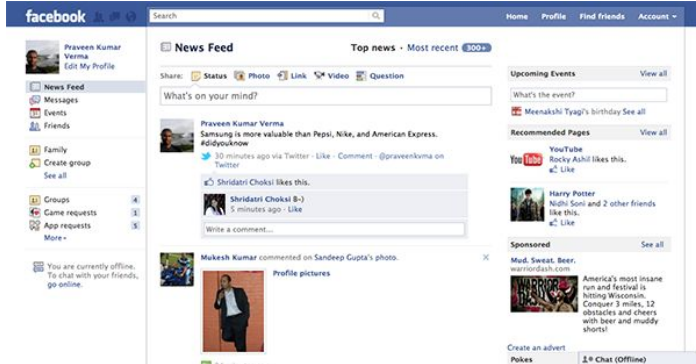 facebook
Search
Home Profile Find friends Account
Praveen Kumar
Verma
Edit My Profile
News Feed
Messages
Events
Friends
Family
Create group
See all
Groups 4
Game requests 1
App requests 5
More
You are currently offline.
To chat with your friends,
go online.
News Feed
Top news · Most recent 300+
Share: Status Photo Link Video Question
What's on your mind?
Praveen Kumar Verma
Samsung is more valuable than Pepsi, Nike, and American Express.
#didyouknow
30 minutes ago via Twitter · Like · Comment · @praveenkvma on
Twitter
Shridatri Choksi likes this.
Shridatri Choksi B-)
5 minutes ago · Like
Write a comment...
Mukesh Kumar commented on Sandeep Gupta's photo.
Profile pictures
Upcoming Events View all
What's the event?
Meenakshi Tyagi's birthday See all
Recommended Pages View all
You Tube
YouTube
Rocky Ashil likes this.
Like
Harry Potter
Nidhi Soni and 2 other friends
like this.
Like
Sponsored See all
Mud. Sweat. Beer.
warriordash.com
WARRIOR
America's most insane
run and festival is
hitting Wisconsin.
Conquer 3 miles, 12
obstacles and cheers
with beer and muddy
shorts!
Create an advert
Pokes
Chat (Offline)